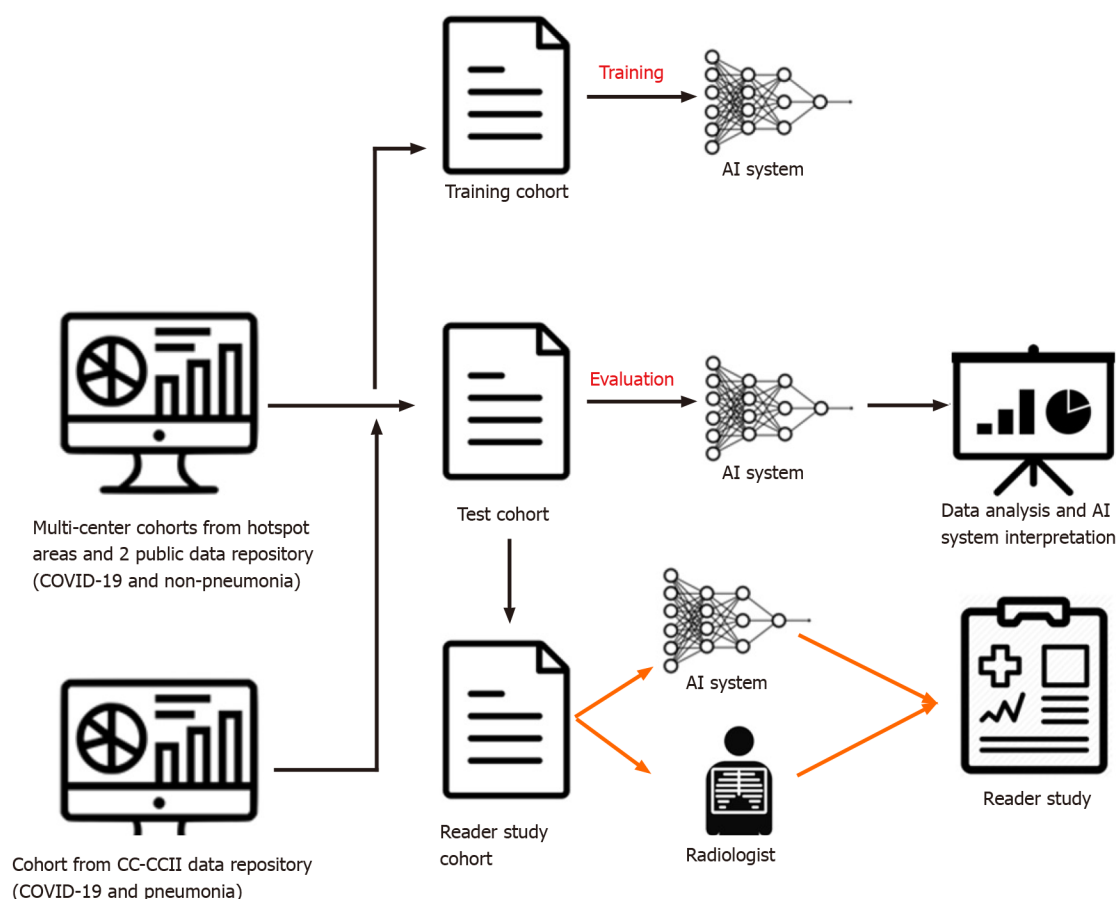 Training
AI system
Training cohort
Evaluation
AI system
Test cohort
Data analysis and AI
system interpretation
Multi-center cohorts from hotspot
areas and 2 public data repository
(COVID-19 and non-pneumonia)
AI system
Reader study
Reader study
cohort
Radiologist
Cohort from CC-CCII data repository
(COVID-19 and pneumonia)